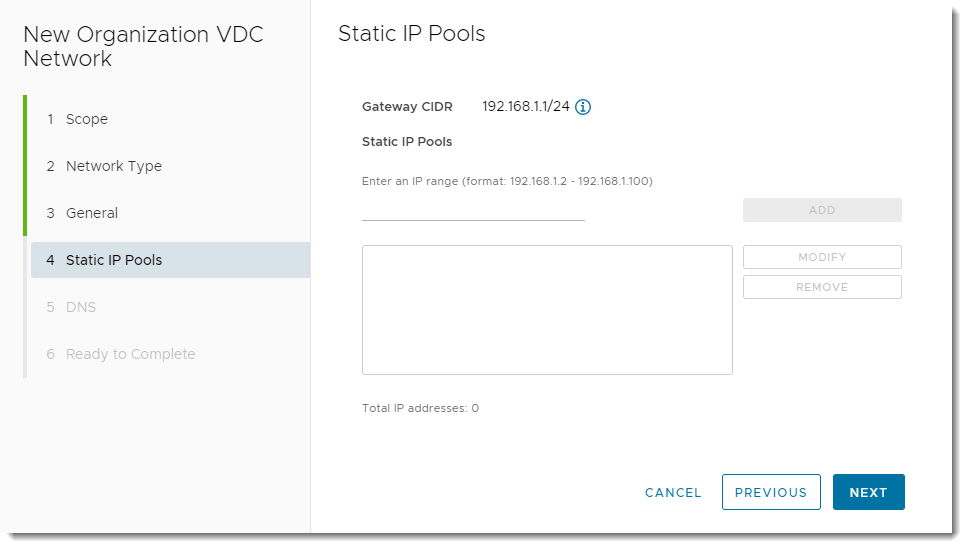 New Organization VDC
Network
1 Scope
2 Network Type
3 General
4 Static IP Pools
5 DNS
6 Ready to Complete
Static IP Pools
Gateway CIDR 192.168.1.1/24
Static IP Pools
Enter an IP range (format: 192.168.1.2 - 192.168.1.100)
ADD
MODIFY
REMOVE
Total IP addresses: 0
CANCEL PREVIOUS NEXT